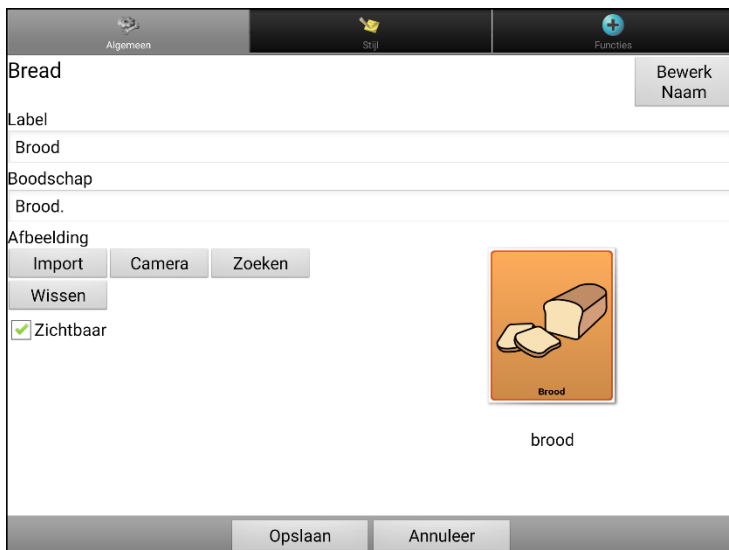 Algemeen
Stijl
Functies
Bread
Bewerk
Naam
Label
Brood
Boodschap
Brood.
Afbeelding
Import
Camera
Zoeken
Wissen
Zichtbaar
Brood
brood
Opslaan
Annuleer